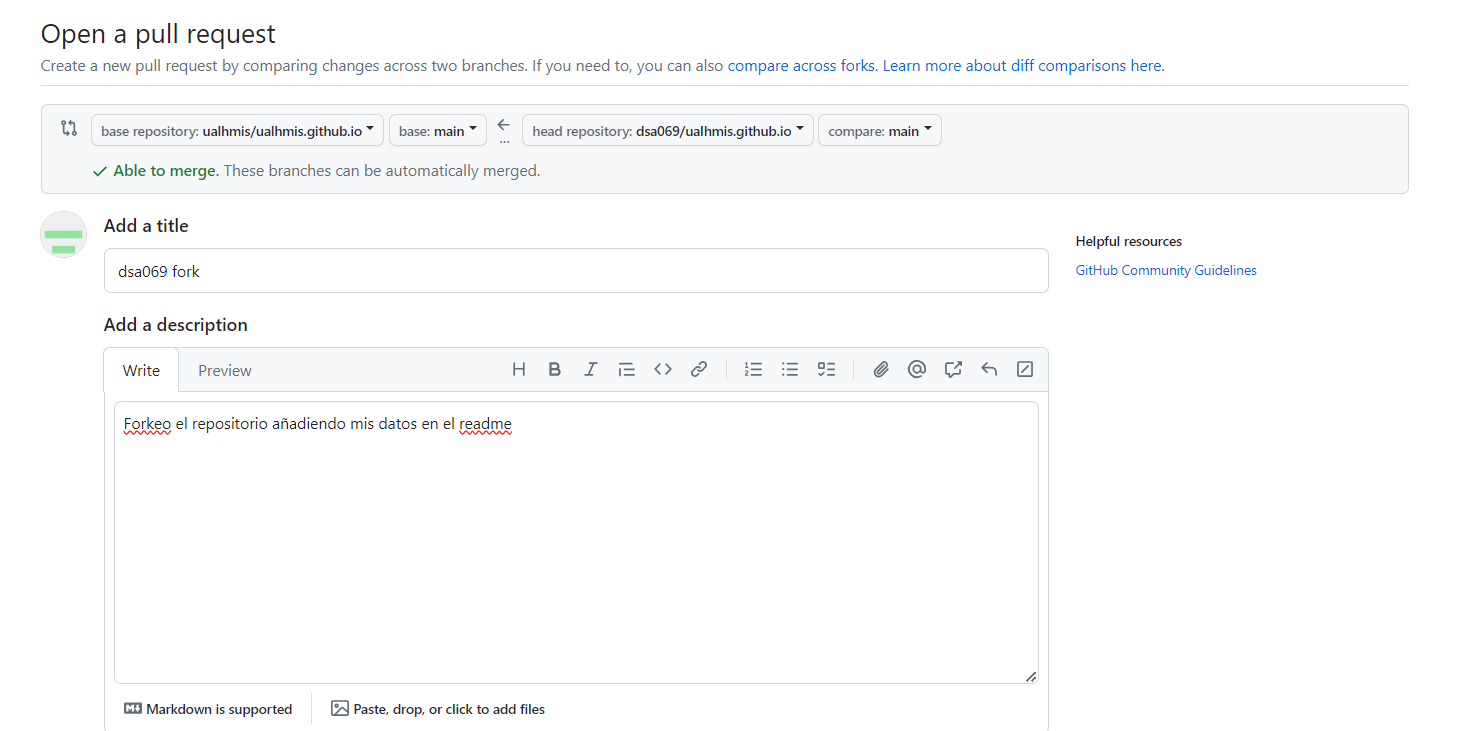 Open a pull request
Create a new pull request by comparing changes across two branches. If you need to, you can also compare across forks. Learn more about diff comparisons here.
base repository: ualhmis/ualhmis.github.io base: main ... head repository: dsa069/ualhmis.github.io compare: main
Able to merge. These branches can be automatically merged.
Add a title
Helpful resources
dsa069 fork
GitHub Community Guidelines
Add a description
Write Preview
Forkeo el repositorio añadiendo mis datos en el readme
Markdown is supported Paste, drop, or click to add files